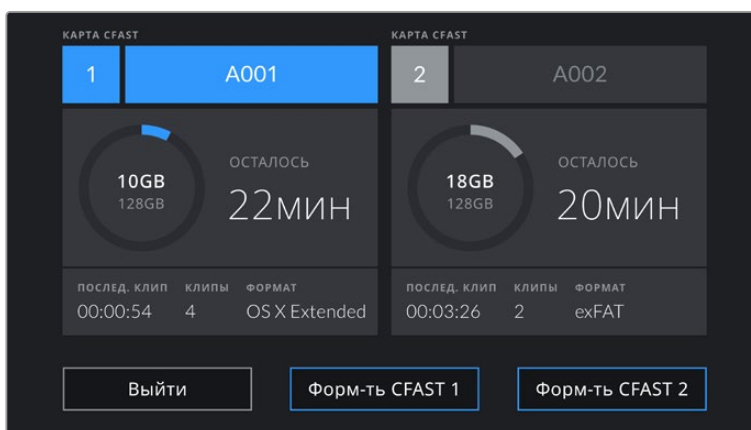 КАРТА CFAST
1 A001
10GB
128GB
ОСТАЛОСЬ
22мин
ПОСЛЕД. КЛИП КЛИПЫ ФОРМАТ
00:00:54 4 OS X Extended
КАРТА CFAST
2 A002
18GB
128GB
ОСТАЛОСЬ
20мин
ПОСЛЕД. КЛИП КЛИПЫ ФОРМАТ
00:03:26 2 exFAT
Выйти
Форм-ть CFAST 1
Форм-ть CFAST 2